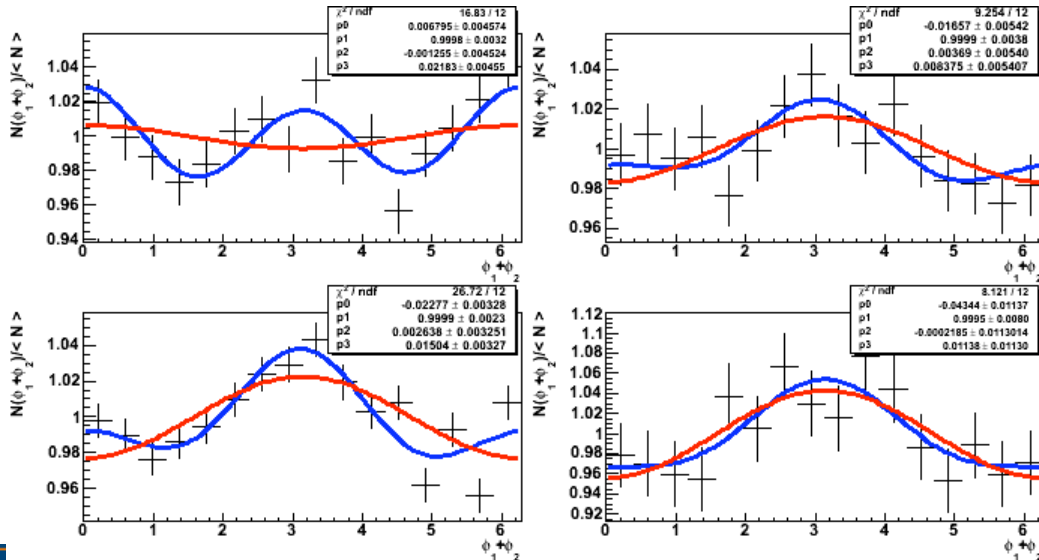 χ² / ndf 16.83 / 12
p0 0.006795 ± 0.004574
p1 0.9998 ± 0.0032
p2 -0.001255 ± 0.004524
p3 0.02183 ± 0.00455
N(ϕ₁+ϕ₂)/< N >
1.04
1.02
1
0.98
0.96
0.94
0 1 2 3 4 5 6
ϕ₁+ϕ₂
χ² / ndf 9.254 / 12
p0 -0.01657 ± 0.00542
p1 0.9999 ± 0.0038
p2 0.00369 ± 0.00540
p3 0.008375 ± 0.005407
N(ϕ₁+ϕ₂)/< N >
1.04
1.02
1
0.98
0.96
0 1 2 3 4 5 6
ϕ₁+ϕ₂
χ² / ndf 26.72 / 12
p0 -0.02277 ± 0.00328
p1 0.9999 ± 0.0023
p2 0.002638 ± 0.003251
p3 0.01504 ± 0.00327
N(ϕ₁+ϕ₂)/< N >
1.04
1.02
1
0.98
0.96
0 1 2 3 4 5 6
ϕ₁+ϕ₂
χ² / ndf 8.121 / 12
p0 -0.04344 ± 0.01137
p1 0.9995 ± 0.0080
p2 -0.0002185 ± 0.0113014
p3 0.01138 ± 0.01130
N(ϕ₁+ϕ₂)/< N >
1.12
1.1
1.08
1.06
1.04
1.02
1
0.98
0.96
0.94
0.92
0 1 2 3 4 5 6
ϕ₁+ϕ₂